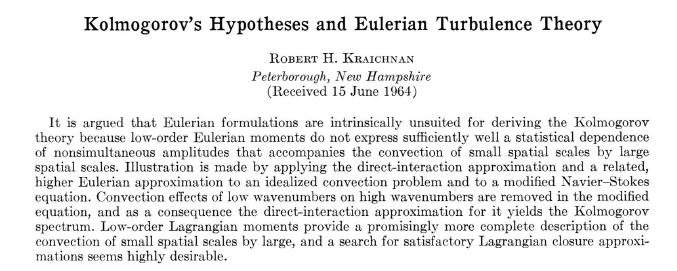 Kolmogorov's Hypotheses and Eulerian Turbulence Theory
Robert H. Kraichnan
Peterborough, New Hampshire
(Received 15 June 1964)
It is argued that Eulerian formulations are intrinsically unsuited for deriving the Kolmogorov
theory because low-order Eulerian moments do not express sufficiently well a statistical dependence
of nonsimultaneous amplitudes that accompanies the convection of small spatial scales by large
spatial scales. Illustration is made by applying the direct-interaction approximation and a related,
higher Eulerian approximation to an idealized convection problem and to a modified Navier–Stokes
equation. Convection effects of low wavenumbers on high wavenumbers are removed in the modified
equation, and as a consequence the direct-interaction approximation for it yields the Kolmogorov
spectrum. Low-order Lagrangian moments provide a promisingly more complete description of the
convection of small spatial scales by large, and a search for satisfactory Lagrangian closure approxi-
mations seems highly desirable.